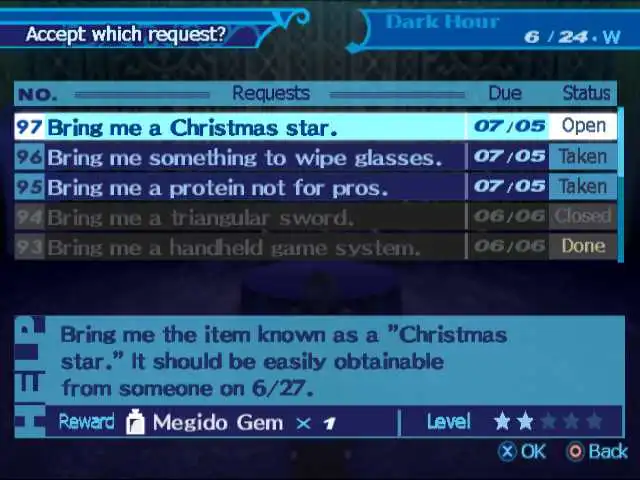 Accept which request?
Dark Hour
6 / 24 · W
NO. Requests Due Status
97 Bring me a Christmas star. 07/05 Open
96 Bring me something to wipe glasses. 07/05 Taken
95 Bring me a protein not for pros. 07/05 Taken
94 Bring me a triangular sword. 06/06 Closed
93 Bring me a handheld game system. 06/06 Done
HELP
Bring me the item known as a "Christmas
star." It should be easily obtainable
from someone on 6/27.
Reward Megido Gem × 1 Level
OK Back